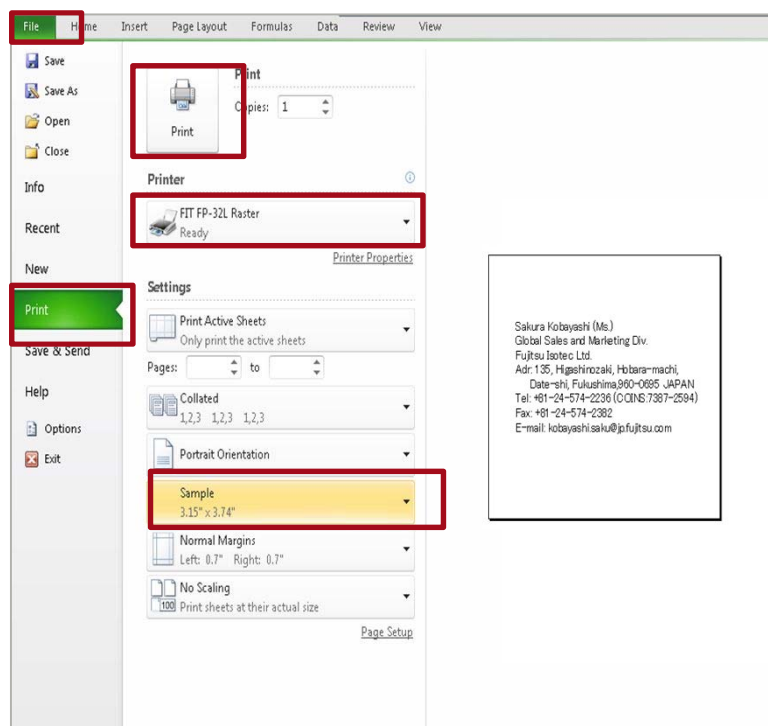 File Home Insert Page Layout Formulas Data Review View
Save
Save As
Open
Close
Info
Recent
New
Print
Save & Send
Help
Options
Exit
Print
Print
Copies: 1
Printer
FIT FP-32L Raster
Ready
Printer Properties
Settings
Print Active Sheets
Only print the active sheets
Pages: to
Collated
1,2,3 1,2,3 1,2,3
Portrait Orientation
Sample
3.15" x 3.74"
Normal Margins
Left: 0.7" Right: 0.7"
No Scaling
100 Print sheets at their actual size
Page Setup
Sakura Kobayashi (Ms.)
Global Sales and Marketing Div.
Fujitsu Isotec Ltd.
Adr: 135, Higashinozaki, Hobara-machi,
Date-shi, Fukushima,960-0695 JAPAN
Tel: +81-24-574-2236 (COINS:7387-2594)
Fax: +81-24-574-2382
E-mail: kobayashi.saku@jp.fujitsu.com